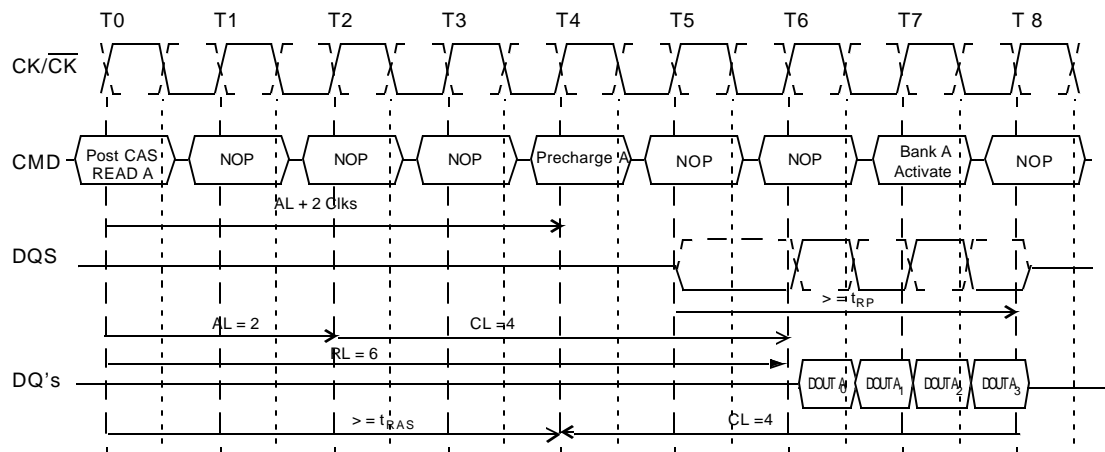 T0 T1 T2 T3 T4 T5 T6 T7 T 8
CK/CK
CMD
Post CAS
READ A
NOP
NOP
NOP
Precharge A
NOP
NOP
Bank A
Activate
NOP
AL + 2 Clks
DQS
> = tRP
AL = 2
CL =4
RL = 6
DQ's
DOUT A0 DOUT A1 DOUT A2 DOUT A3
> = tRAS
CL =4